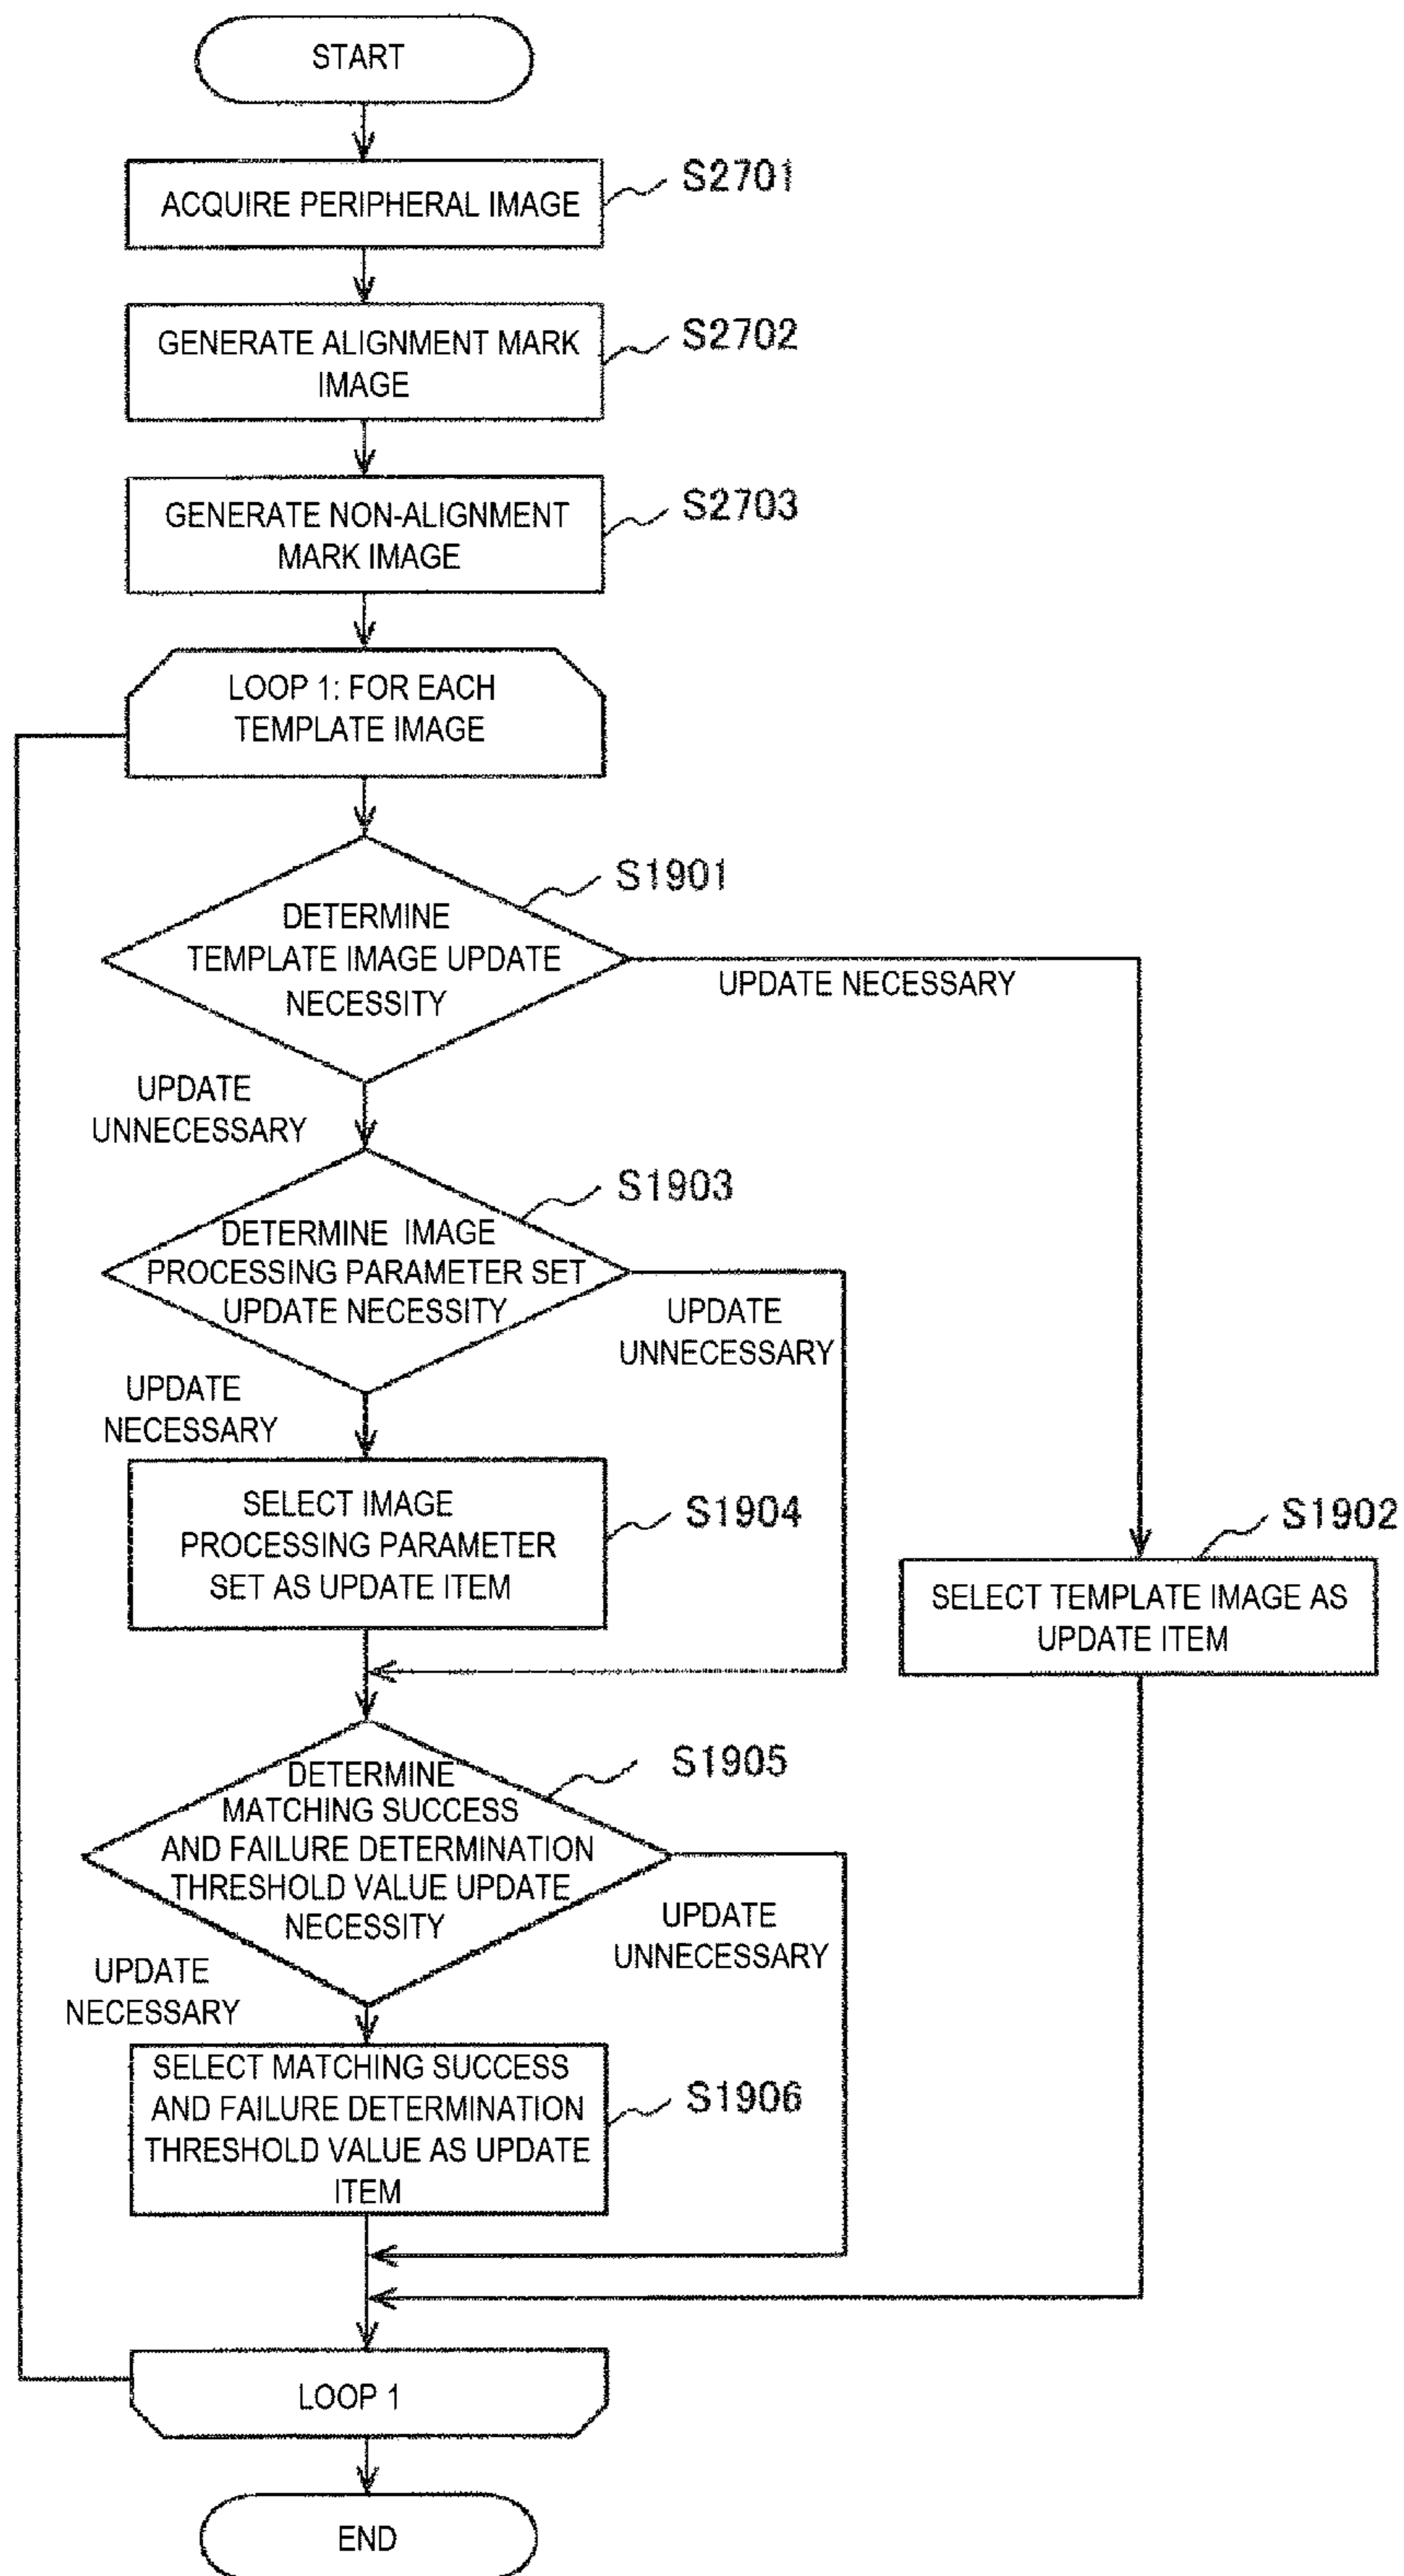 START
ACQUIRE PERIPHERAL IMAGE
S2701
GENERATE ALIGNMENT MARK
IMAGE
S2702
GENERATE NON-ALIGNMENT
MARK IMAGE
S2703
LOOP 1: FOR EACH
TEMPLATE IMAGE
S1901
DETERMINE
TEMPLATE IMAGE UPDATE
NECESSITY
UPDATE NECESSARY
UPDATE
UNNECESSARY
S1903
DETERMINE IMAGE
PROCESSING PARAMETER SET
UPDATE NECESSITY
UPDATE
UNNECESSARY
UPDATE
NECESSARY
SELECT IMAGE
PROCESSING PARAMETER
SET AS UPDATE ITEM
S1904
S1902
SELECT TEMPLATE IMAGE AS
UPDATE ITEM
S1905
DETERMINE
MATCHING SUCCESS
AND FAILURE DETERMINATION
THRESHOLD VALUE UPDATE
NECESSITY
UPDATE
UNNECESSARY
UPDATE
NECESSARY
SELECT MATCHING SUCCESS
AND FAILURE DETERMINATION
THRESHOLD VALUE AS UPDATE
ITEM
S1906
LOOP 1
END